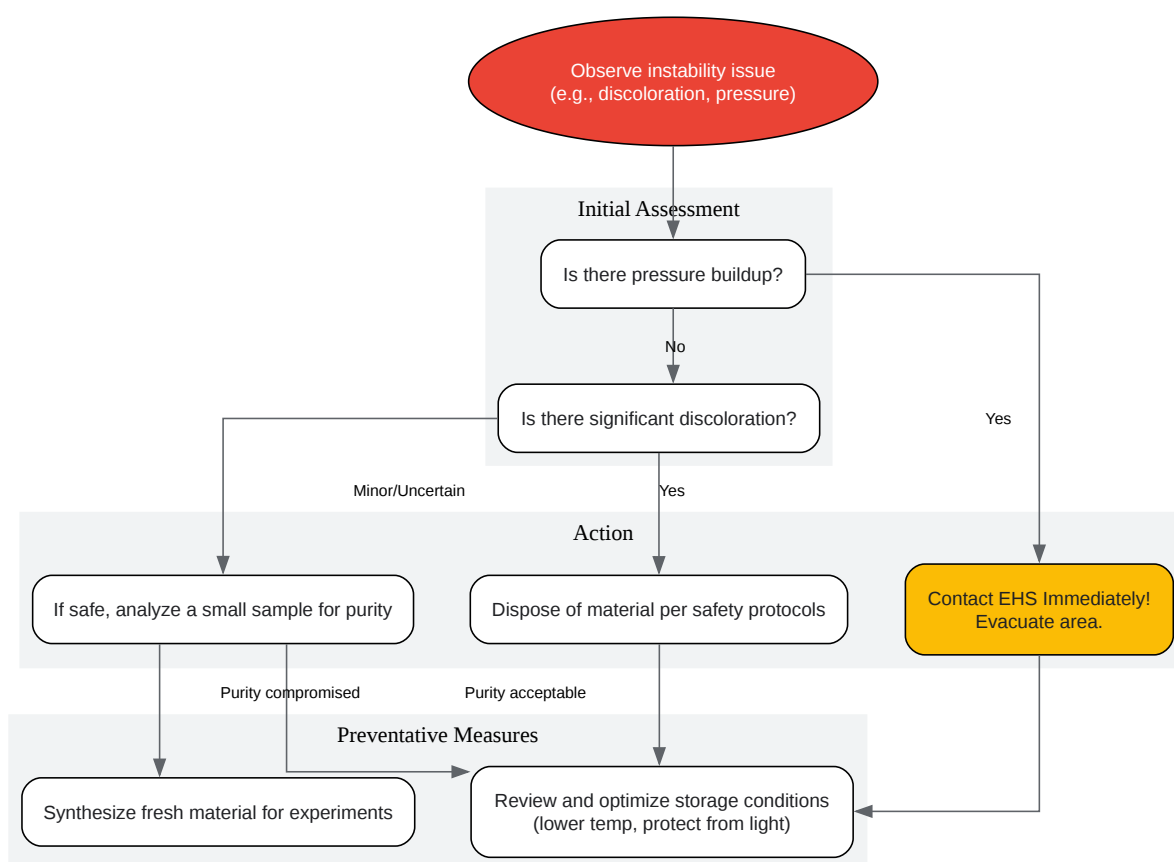 Observe instability issue
(e.g., discoloration, pressure)
Initial Assessment
Is there pressure buildup?
No
Is there significant discoloration?
Yes
Minor/Uncertain
Yes
Action
If safe, analyze a small sample for purity
Dispose of material per safety protocols
Contact EHS Immediately!
Evacuate area.
Purity compromised
Purity acceptable
Preventative Measures
Synthesize fresh material for experiments
Review and optimize storage conditions
(lower temp, protect from light)